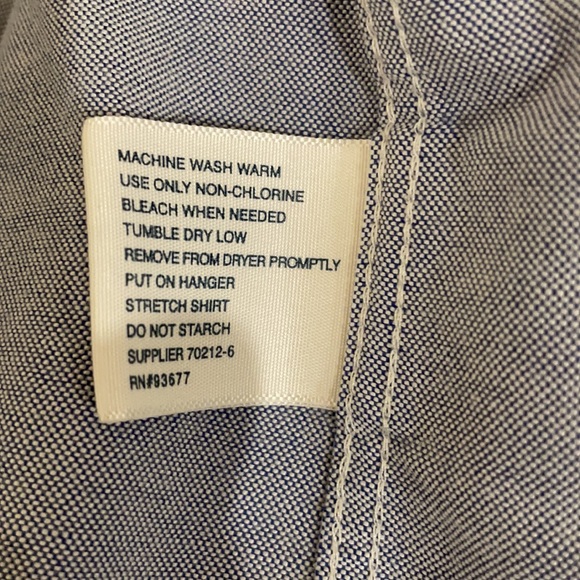 MACHINE WASH WARM
USE ONLY NON-CHLORINE
BLEACH WHEN NEEDED
TUMBLE DRY LOW
REMOVE FROM DRYER PROMPTLY
PUT ON HANGER
STRETCH SHIRT
DO NOT STARCH
SUPPLIER 70212-6
RN#93677